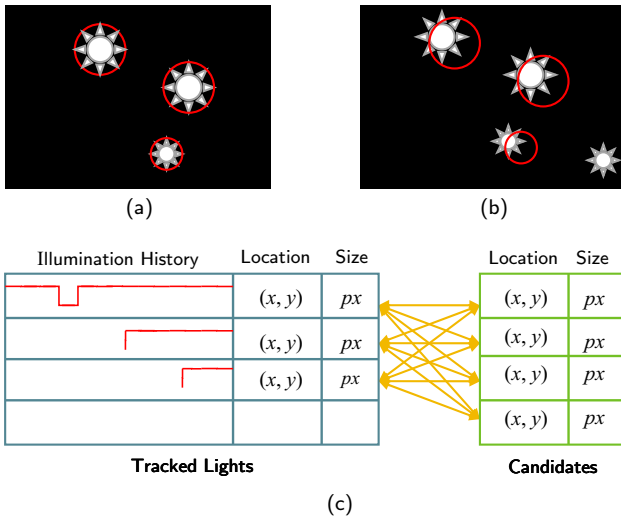 (a)
(b)
Illumination History Location Size
Location Size
(x, y) px
(x, y) px
(x, y) px
(x, y) px
(x, y) px
(x, y) px
(x, y) px
Tracked Lights
Candidates
(c)